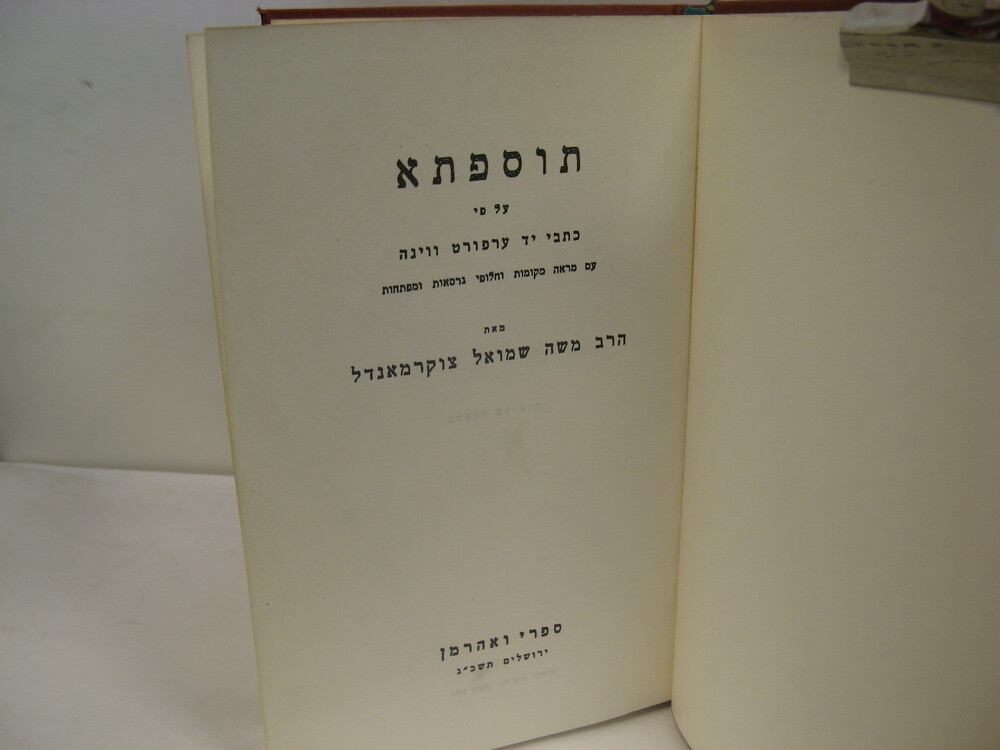 תוספתא
על פי
כתבי יד ערפורט ווינה
עם מראה מקומות וחלופי גרסאות ומפתחות
מאת
הרב משה שמואל צוקרמאנדל
ספרי ואהרמן
ירושלים תשכ״ג